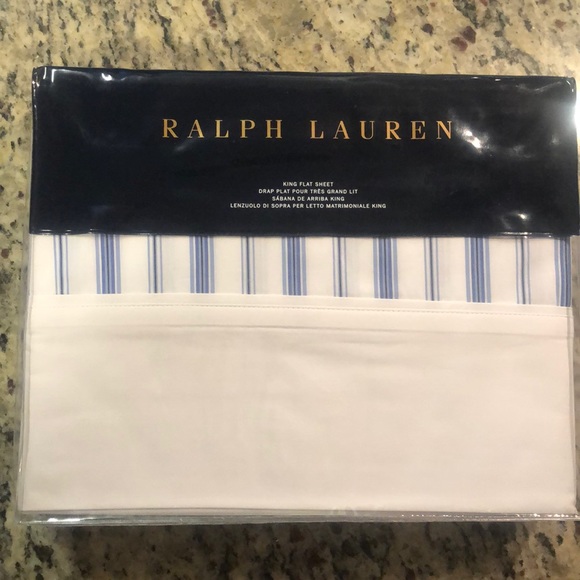 RALPH LAUREN
KING FLAT SHEET
DRAP PLAT POUR TRÈS GRAND LIT
SÁBANA DE ARRIBA KING
LENZUOLO DI SOPRA PER LETTO MATRIMONIALE KING